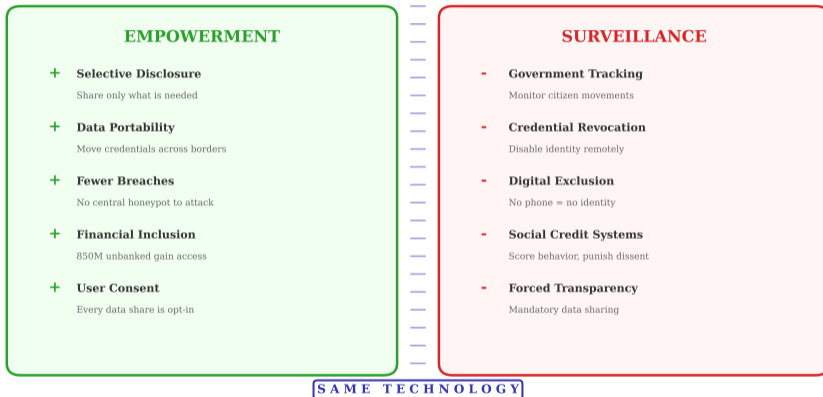 EMPOWERMENT
+ Selective Disclosure
Share only what is needed
+ Data Portability
Move credentials across borders
+ Fewer Breaches
No central honeypot to attack
+ Financial Inclusion
850M unbanked gain access
+ User Consent
Every data share is opt-in
SURVEILLANCE
- Government Tracking
Monitor citizen movements
- Credential Revocation
Disable identity remotely
- Digital Exclusion
No phone = no identity
- Social Credit Systems
Score behavior, punish dissent
- Forced Transparency
Mandatory data sharing
SAME TECHNOLOGY